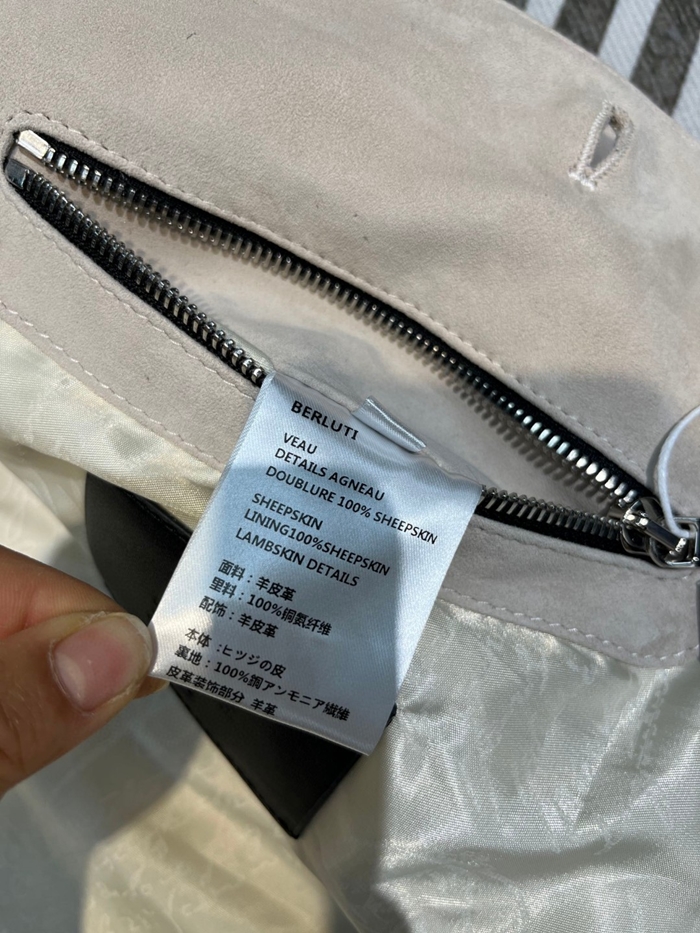 BERLUTI
VEAU
DETAILS AGNEAU
DOUBLURE 100% SHEEPSKIN
SHEEPSKIN
LINING100%SHEEPSKIN
LAMBSKIN DETAILS
面料：羊皮革
里料：100%铜氨纤维
配饰：羊皮革
本体 :ヒツジの皮
裏地：100%銅アンモニア繊維
皮革装饰部分 羊革